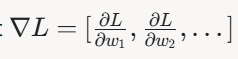 : ∇L = [∂L/∂w₁, ∂L/∂w₂, . . . ]